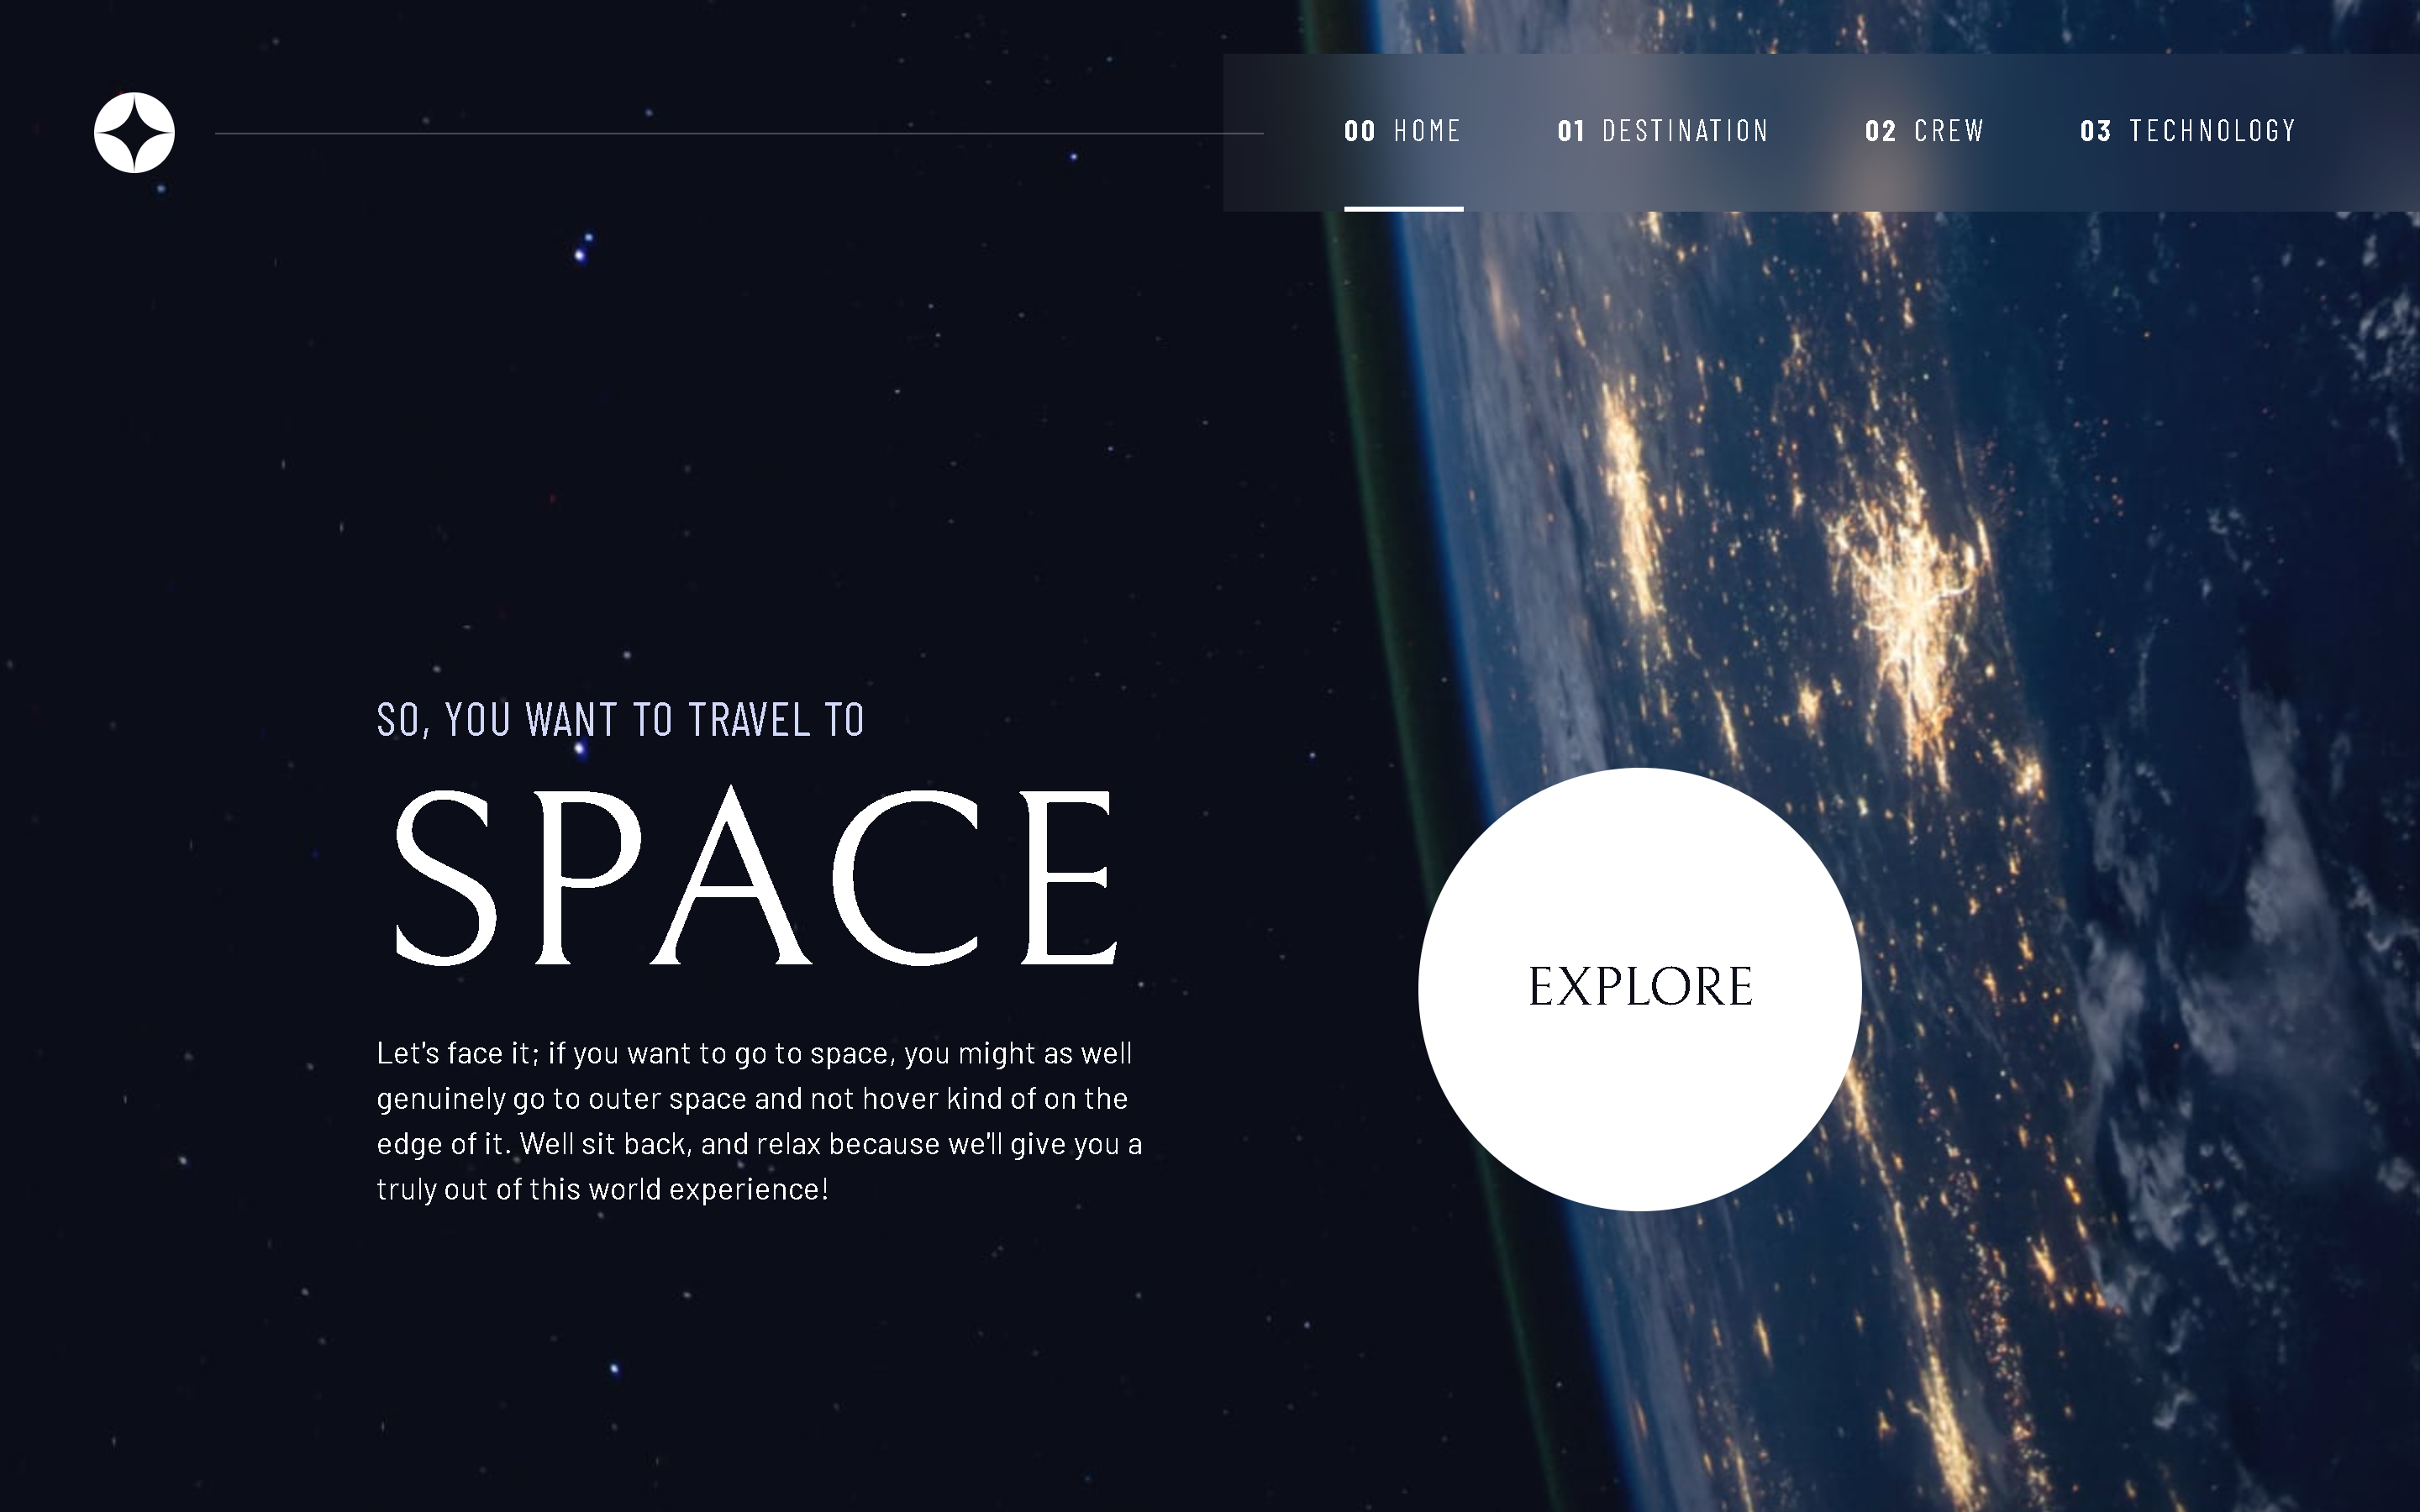 00 HOME 01 DESTINATION 02 CREW 03 TECHNOLOGY
SO, YOU WANT TO TRAVEL TO
SPACE
Let's face it; if you want to go to space, you might as well
genuinely go to outer space and not hover kind of on the
edge of it. Well sit back, and relax because we'll give you a
truly out of this world experience!
EXPLORE